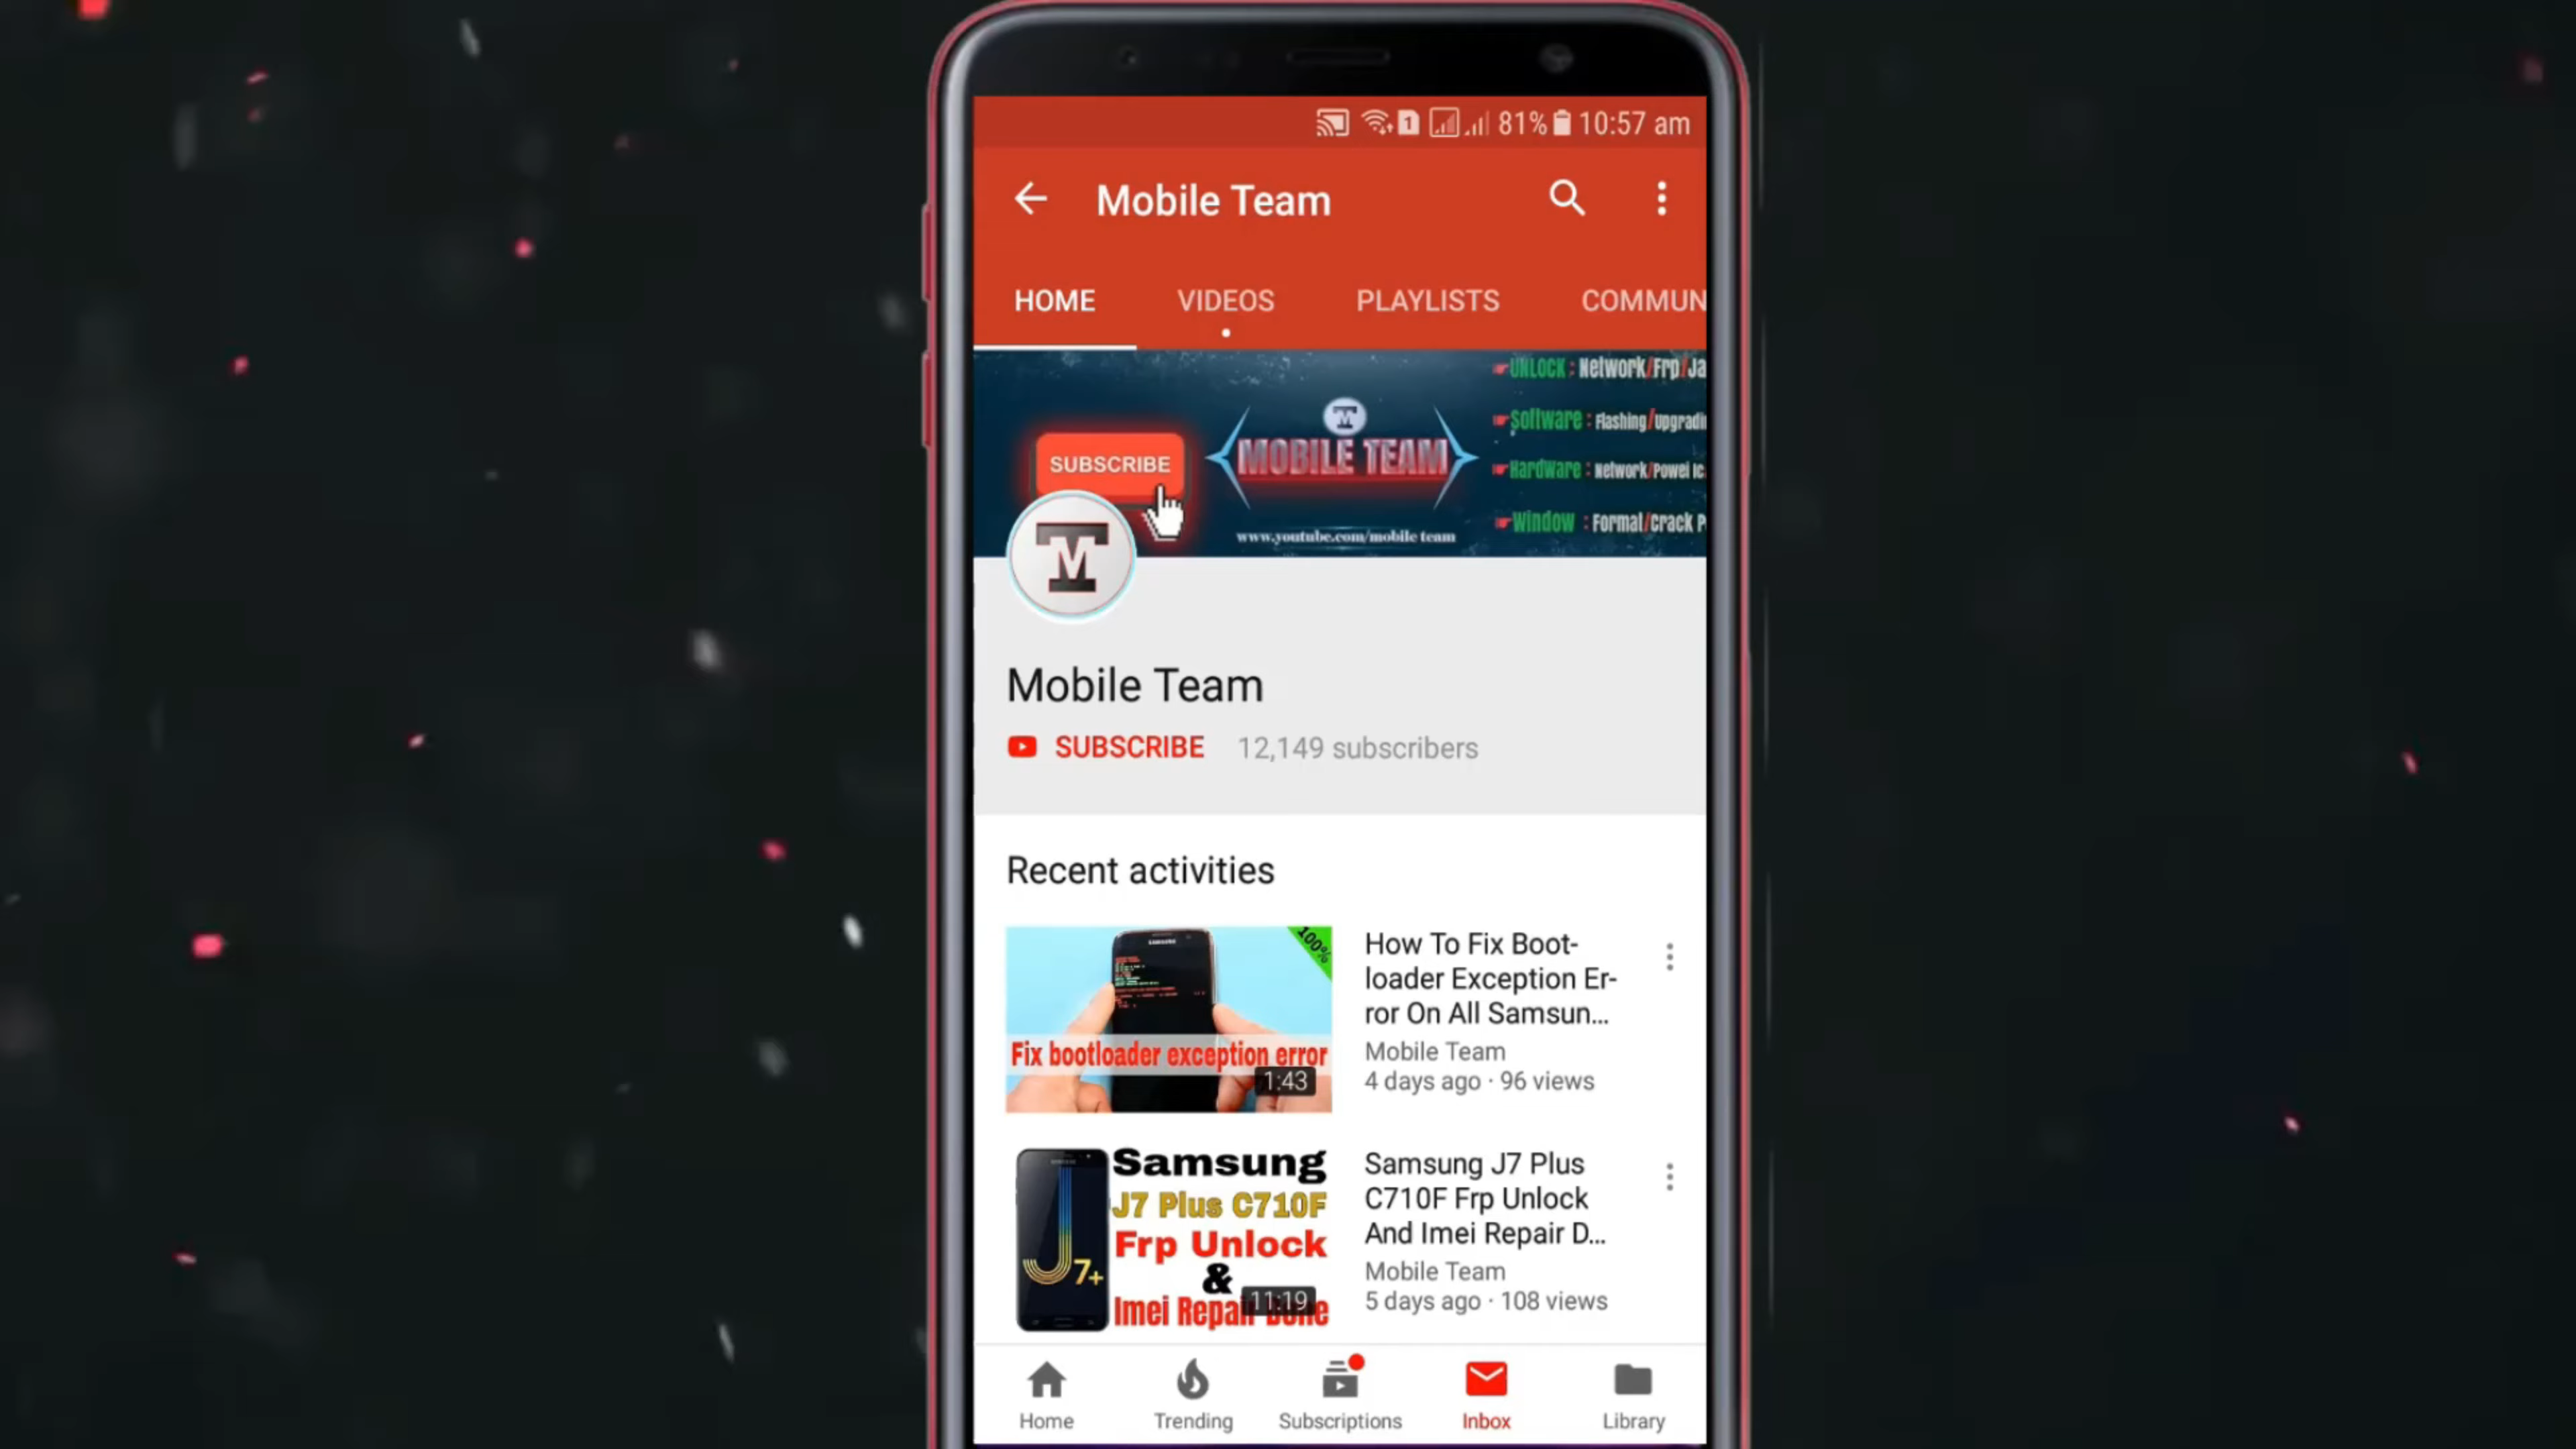 1 81% 10:57 am
Mobile Team
HOME VIDEOS PLAYLISTS COMMUN
SUBSCRIBE
MOBILE TEAM
www.youtube.com/mobile team
UNLOCK : Network/Frp/Ja
Software : Flashing/Upgradi
Hardware : Network/Powei Ic
Window : Formal/Crack P
Mobile Team
SUBSCRIBE 12,149 subscribers
Recent activities
SAMSUNG
100%
Fix bootloader exception error
1:43
How To Fix Boot-
loader Exception Er-
ror On All Samsun...
Mobile Team
4 days ago · 96 views
7+
Samsung
J7 Plus C710F
Frp Unlock
&
Imei Repair Done
11:19
Samsung J7 Plus
C710F Frp Unlock
And Imei Repair D...
Mobile Team
5 days ago · 108 views
Home Trending Subscriptions Inbox Library